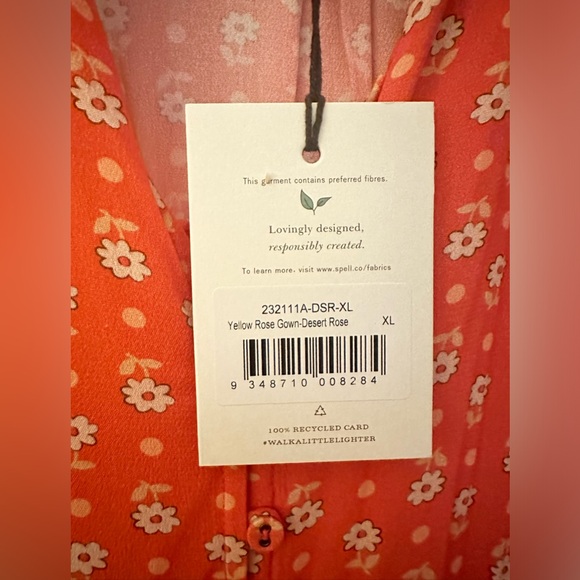 This garment contains preferred fibres.
Lovingly designed,
responsibly created.
To learn more, visit www.spell.co/fabrics
232111A-DSR-XL
Yellow Rose Gown-Desert Rose XL
9 348710 008284
100% RECYCLED CARD
#WALKALITTLELIGHTER